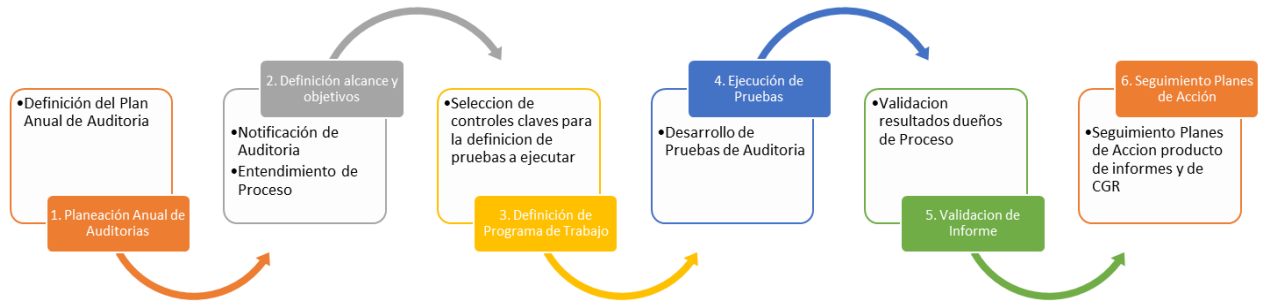 •Definición del Plan
Anual de Auditoria
1. Planeación Anual de
Auditorias
2. Definición alcance y
objetivos
•Notificación de
Auditoria
•Entendimiento de
Proceso
•Seleccion de
controles claves para
la definicion de
pruebas a ejecutar
3. Definición de
Programa de Trabajo
4. Ejecución de
Pruebas
•Desarrollo de
Pruebas de Auditoria
•Validacion
resultados dueños
de Proceso
5. Validacion de
Informe
6. Seguimiento Planes
de Acción
•Seguimiento Planes
de Accion producto
de informes y de
CGR